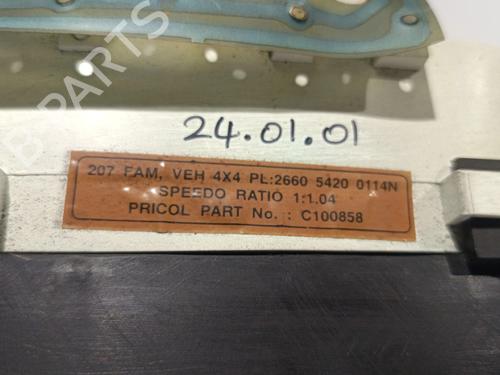 24.01.01
207 FAM, VEH 4X4 PL:2660 5420 0114N
SPEEDO RATIO 1:1.04
PRICOL PART No. : C100858